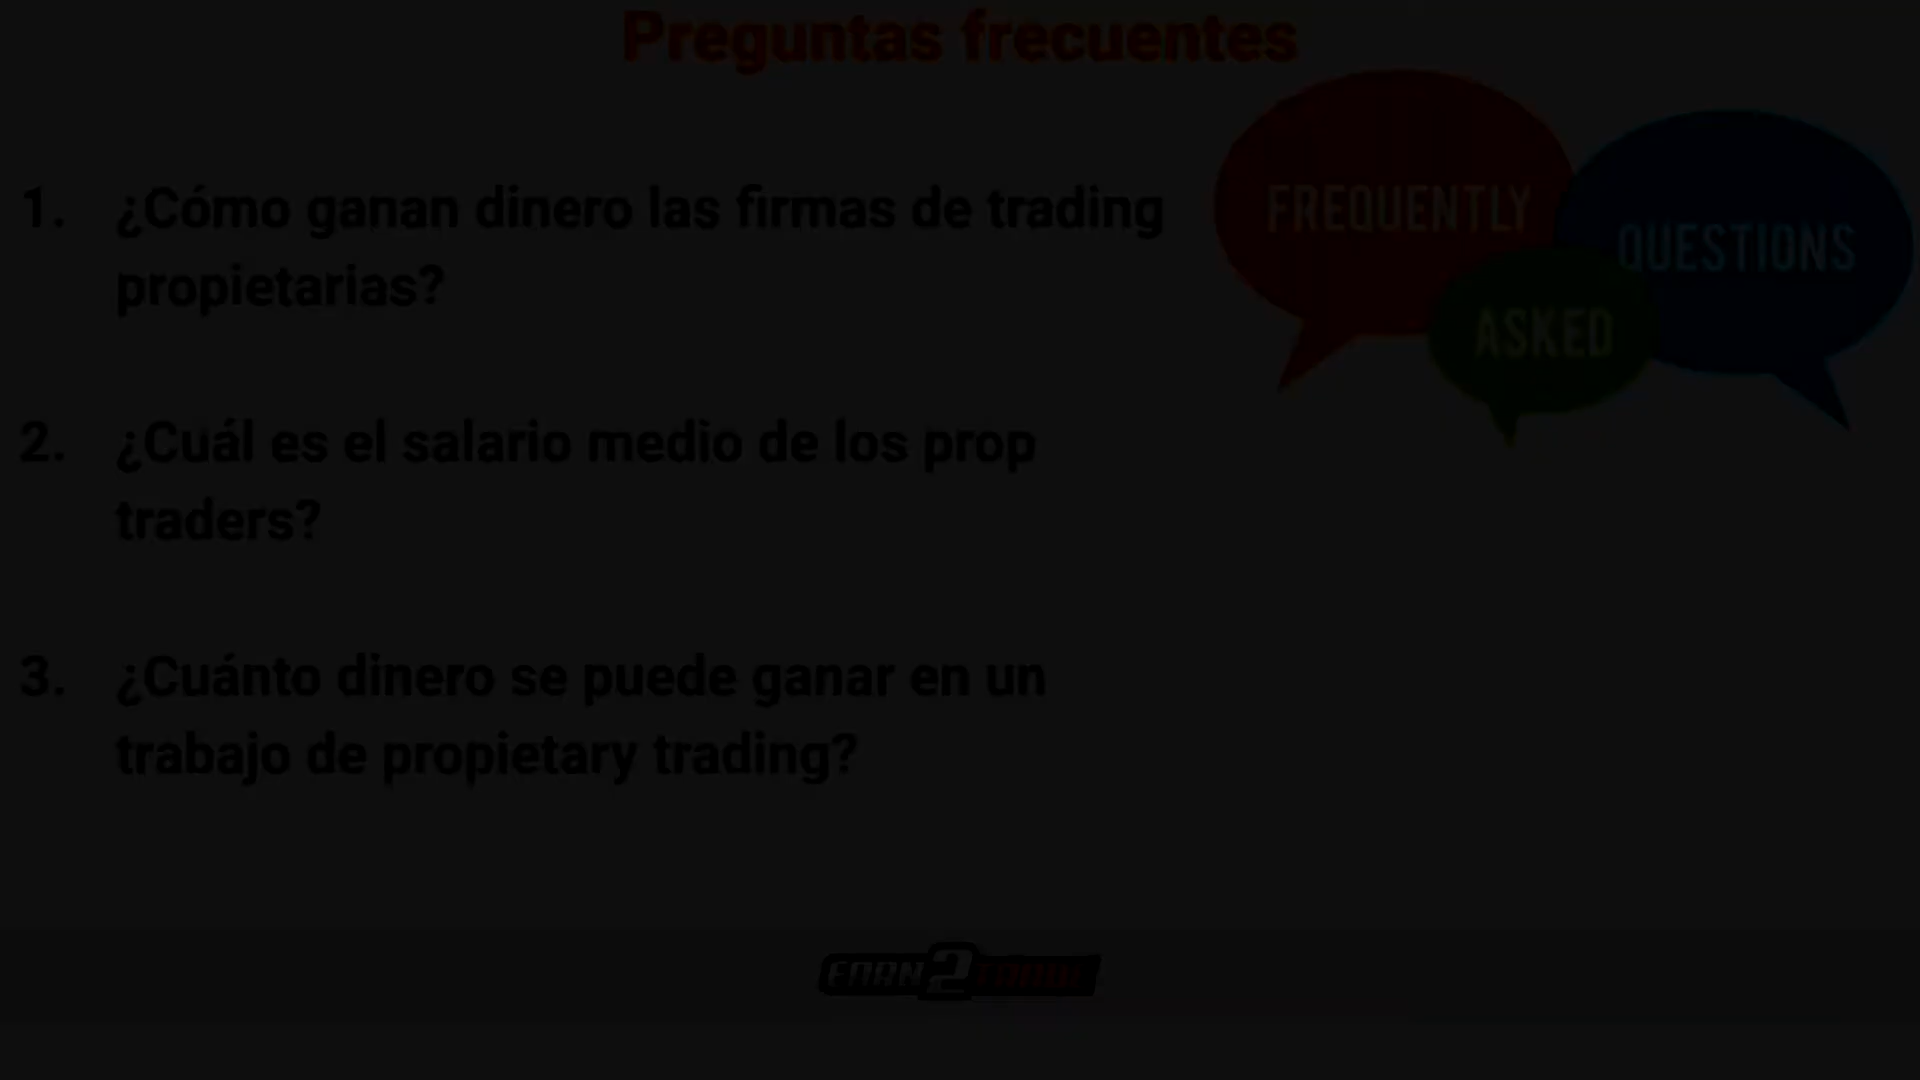 Preguntas frecuentes
FREQUENTLY
QUESTIONS
ASKED
1. ¿Cómo ganan dinero las firmas de trading
propietarias?
2. ¿Cuál es el salario medio de los prop
traders?
3. ¿Cuánto dinero se puede ganar en un
trabajo de propietary trading?
EARN2TRADE